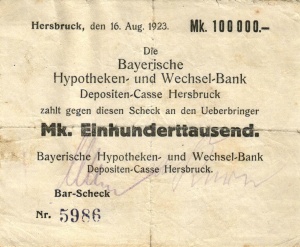 Hersbruck, den 16. Aug. 1923. Mk. 100000.-
Die
Bayerische
Hypotheken- und Wechsel-Bank
Depositen-Casse Hersbruck
zahlt gegen diesen Scheck an den Ueberbringer
Mk. Einhunderttausend.
Bayerische Hypotheken- und Wechsel-Bank
Depositen-Casse Hersbruck.
Bar-Scheck
Nr. 5986